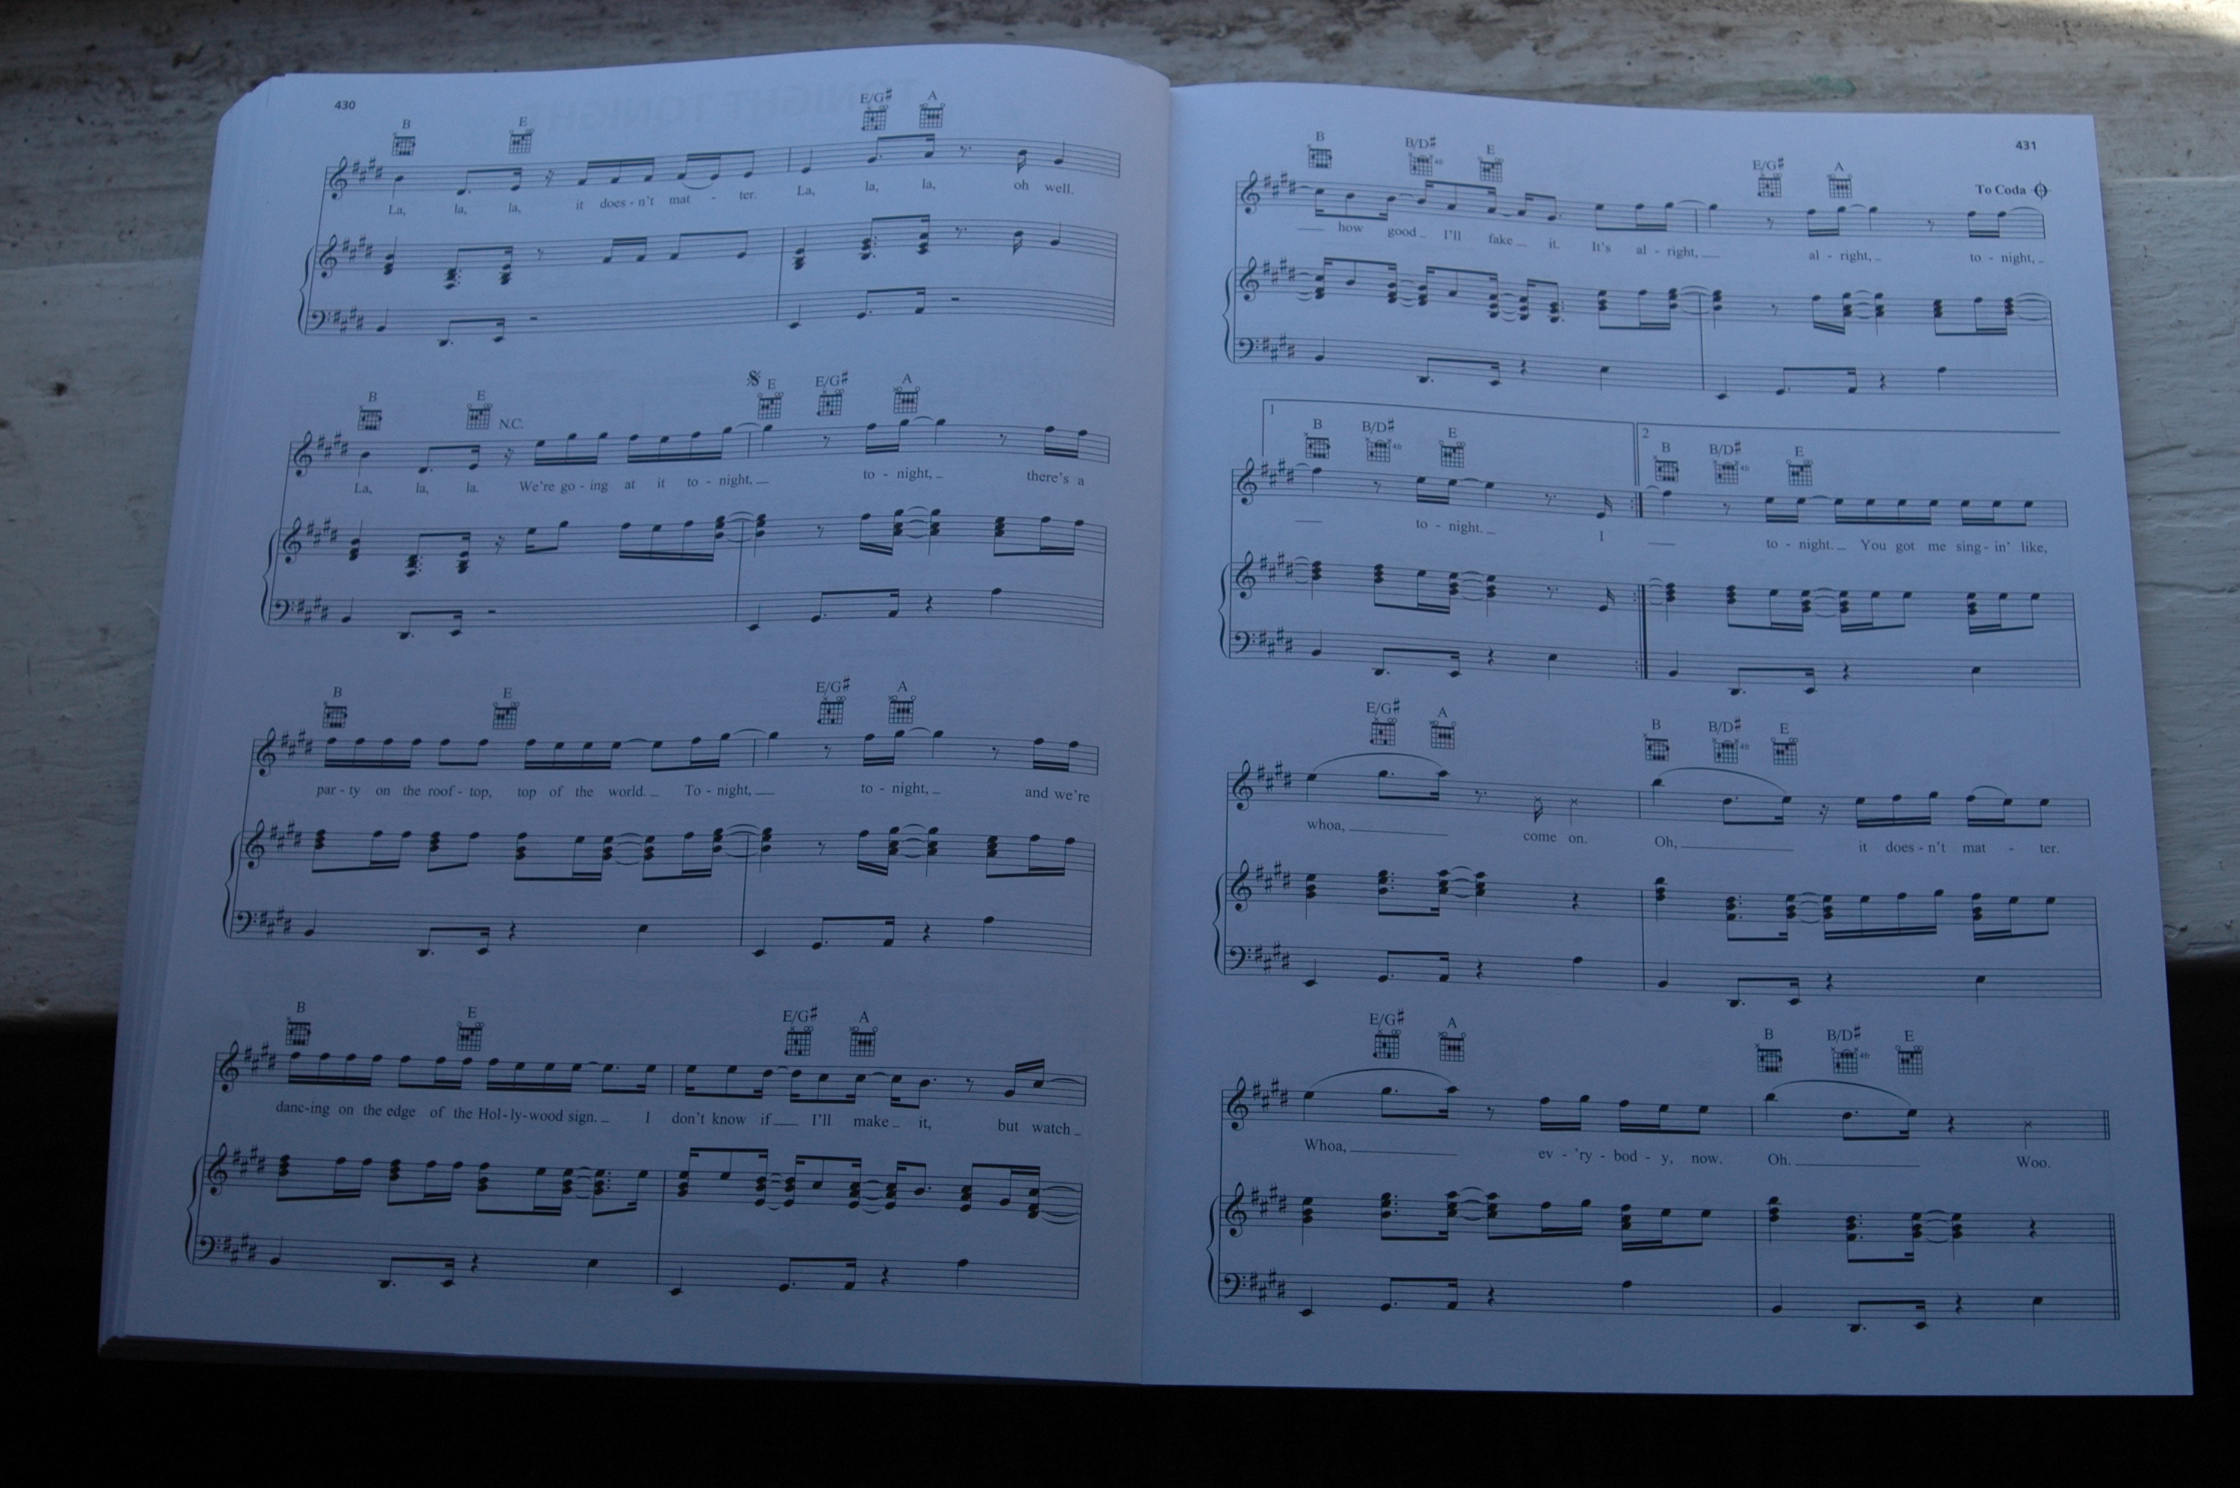 430
B E E/G♯ A
La, la, la, it does - n't mat - ter. La, la, la, oh well.
B E N.C. E E/G♯ A
La, la, la. We're go - ing at it to - night, to - night, there's a
B E E/G♯ A
par - ty on the roof - top, top of the world. To - night, to - night, and we're
B E E/G♯ A
danc-ing on the edge of the Hol-ly-wood sign. I don't know if I'll make it, but watch
431
B B/D♯ E E/G♯ A To Coda
4fr
how good I'll fake it. It's al - right, al - right, to - night,
1 2
B B/D♯ E B B/D♯ E
4fr 4fr
to - night. I to - night. You got me sing - in' like,
E/G♯ A B B/D♯ E
4fr
whoa, come on. Oh, it does - n't mat - ter.
E/G♯ A B B/D♯ E
4fr
Whoa, ev - 'ry - bod - y, now. Oh. Woo.